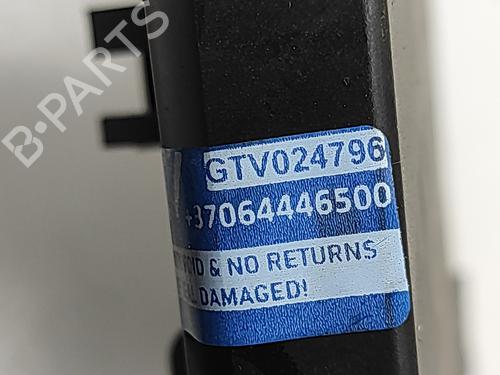 B-PARTS
GTV024796
+37064446500
& NO RETURNS
DAMAGED!